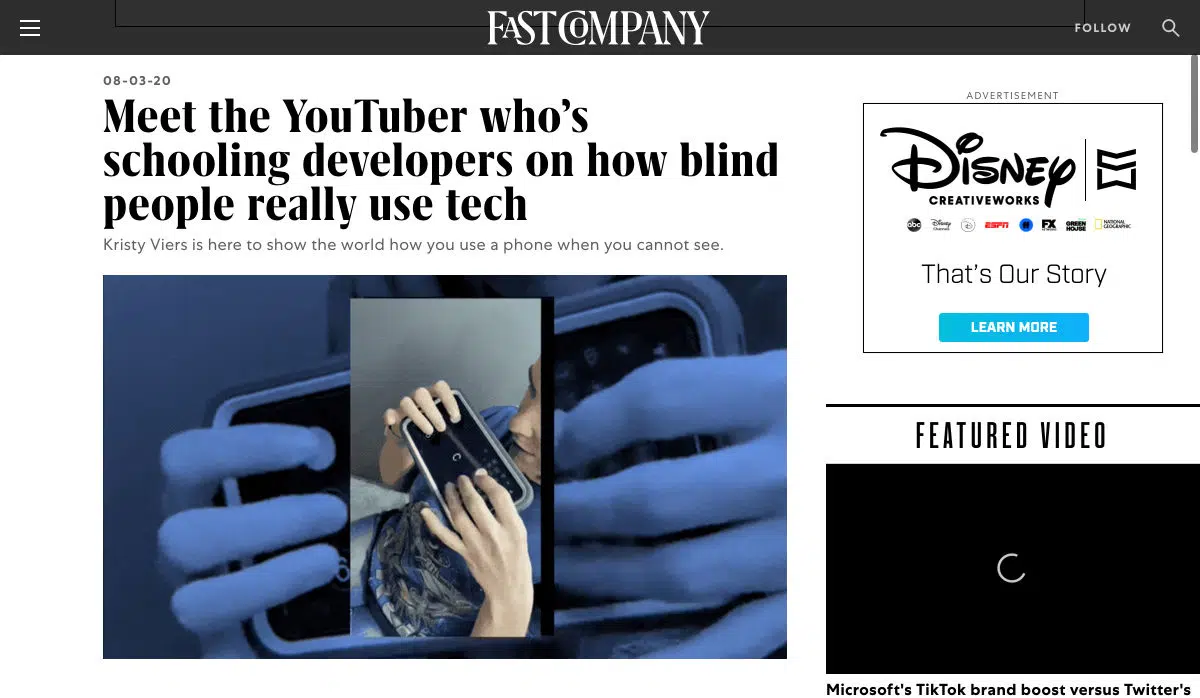 FAST COMPANY
FOLLOW
08-03-20
Meet the YouTuber who’s
schooling developers on how blind
people really use tech
Kristy Viers is here to show the world how you use a phone when you cannot see.
6
ADVERTISEMENT
Disney
CREATIVEWORKS
abc
Disney
ESPN
FX
GREEN
HOUSE
NATIONAL
GEOGRAPHIC
That’s Our Story
LEARN MORE
FEATURED VIDEO
Microsoft's TikTok brand boost versus Twitter's